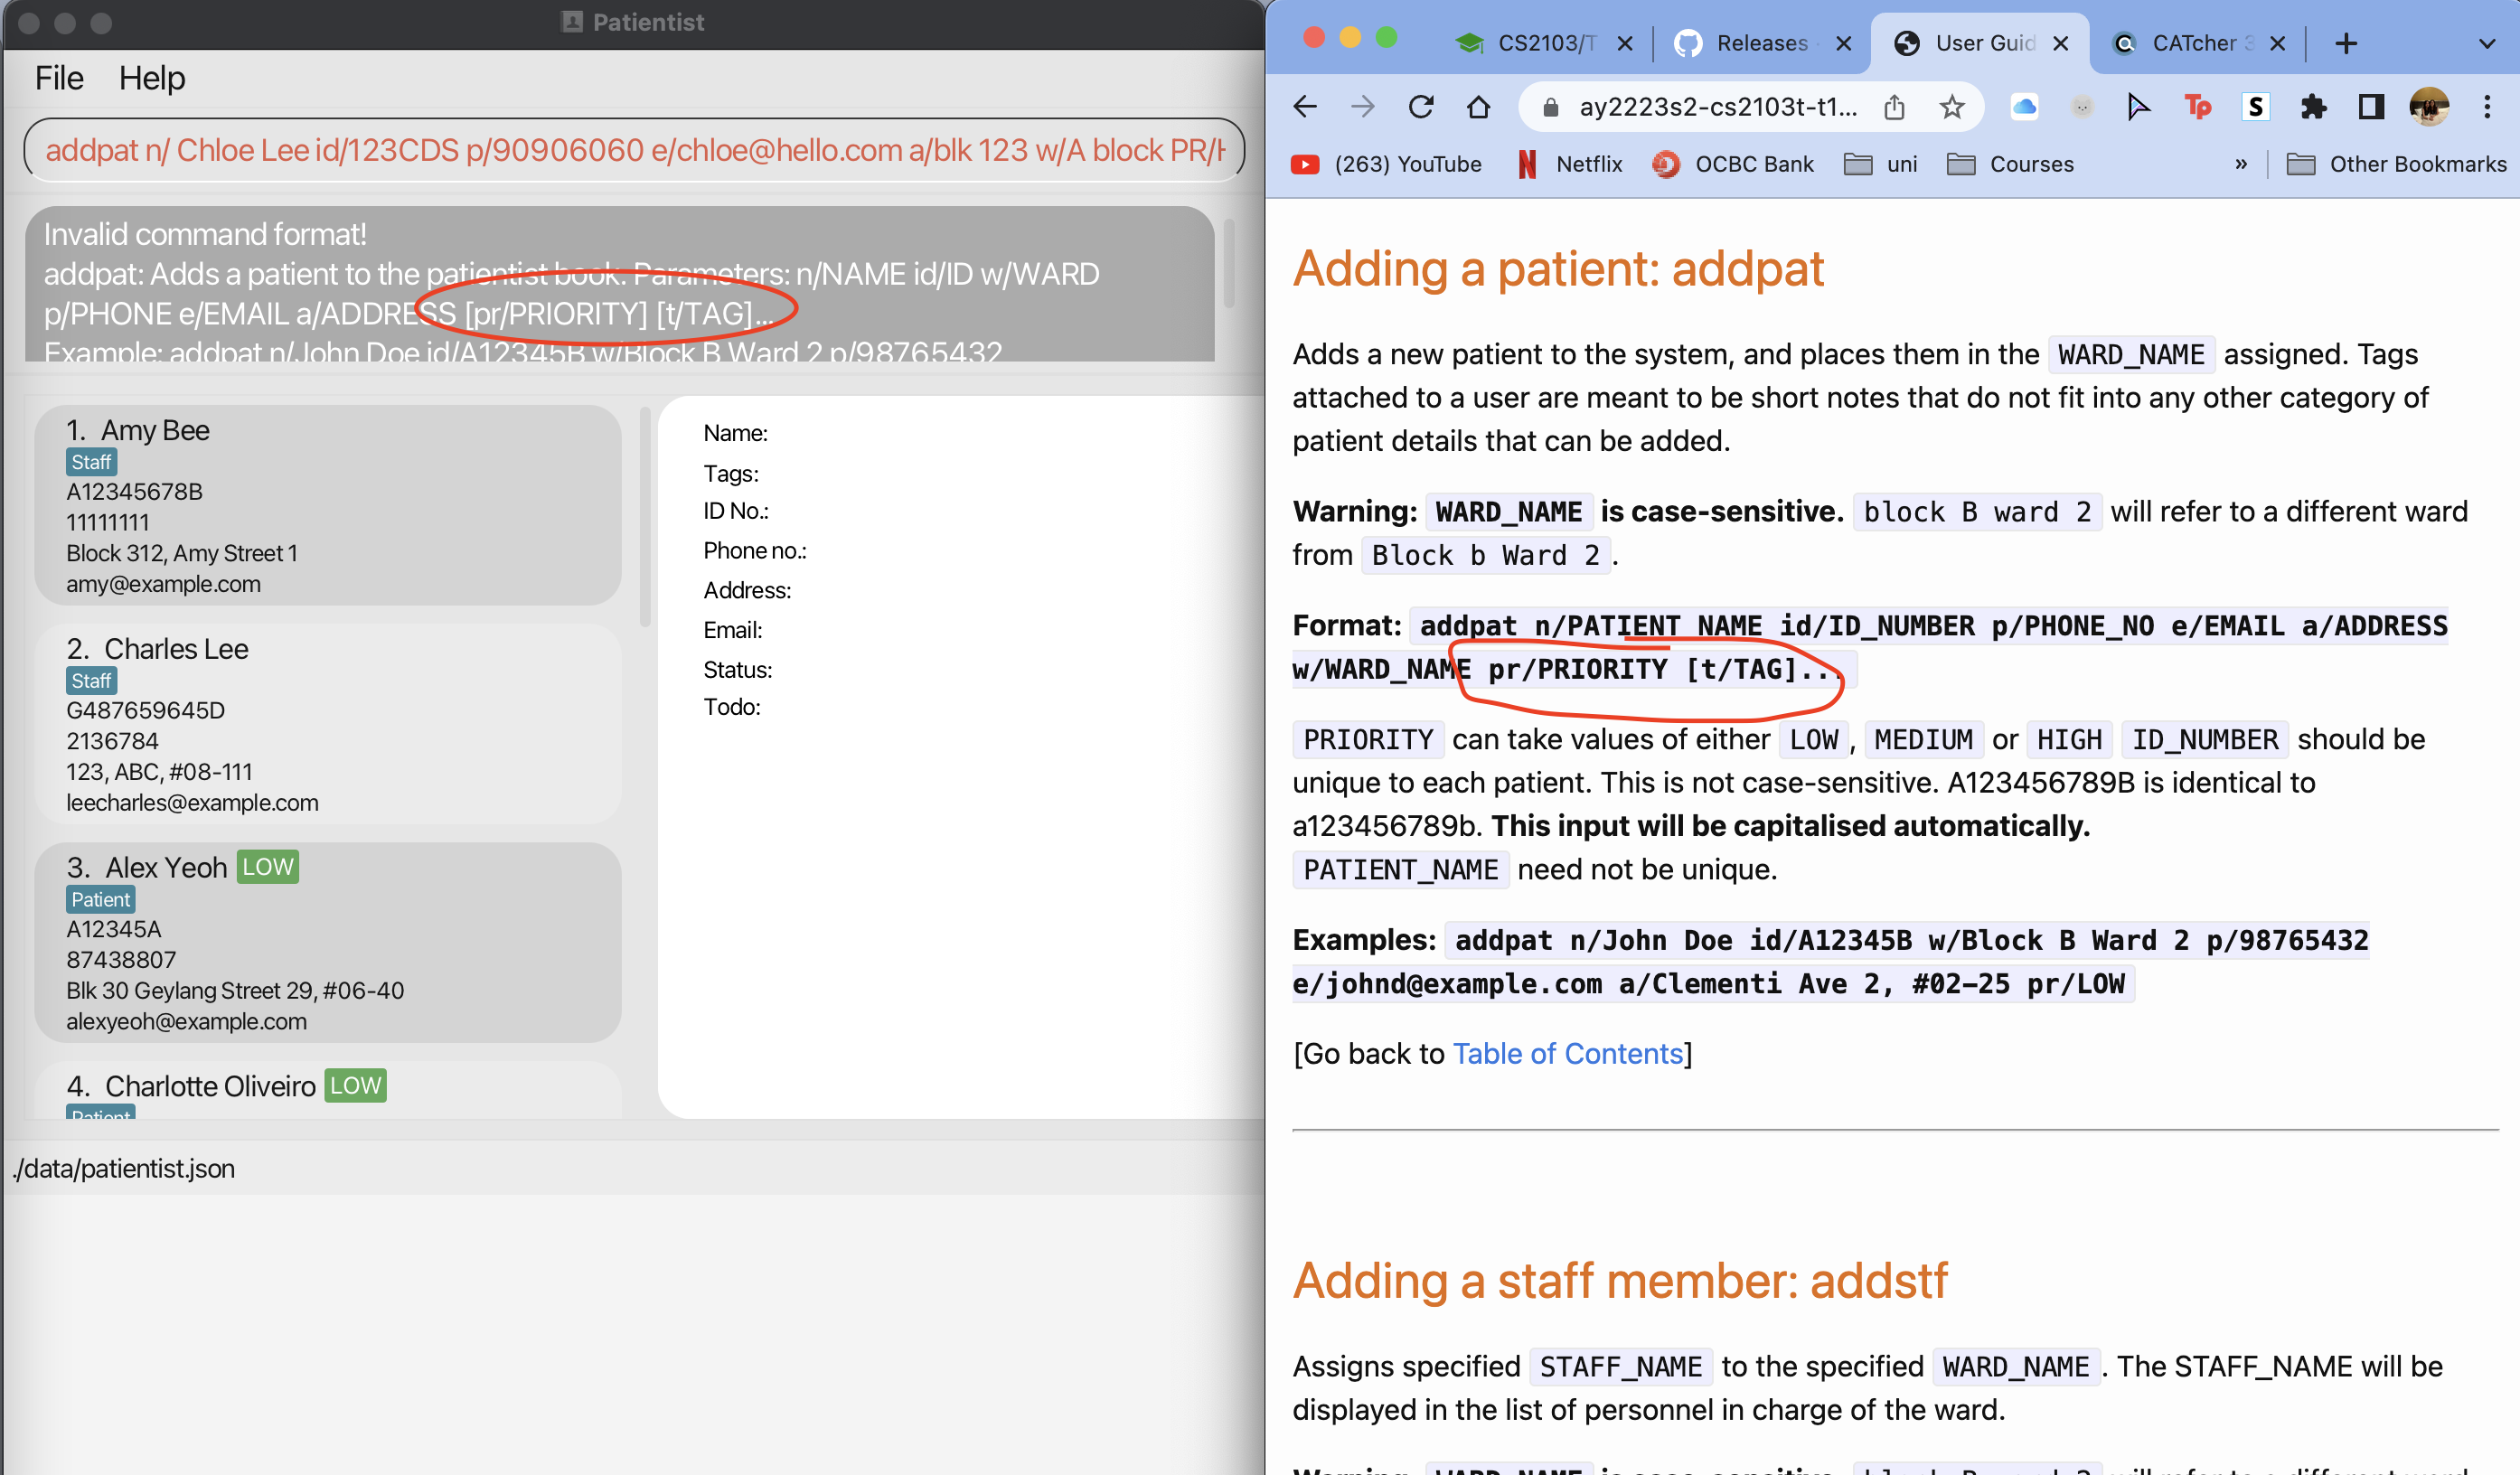 Patientist
File Help
addpat n/ Chloe Lee id/123CDS p/90906060 e/chloe@hello.com a/blk 123 w/A block PR/H
Invalid command format!
addpat: Adds a patient to the patientist book. Parameters: n/NAME id/ID w/WARD
p/PHONE e/EMAIL a/ADDRESS [pr/PRIORITY] [t/TAG]...
Example: addpat n/John Doe id/A12345B w/Block B Ward 2 p/98765432
1. Amy Bee
Staff
A12345678B
11111111
Block 312, Amy Street 1
amy@example.com
2. Charles Lee
Staff
G487659645D
2136784
123, ABC, #08-111
leecharles@example.com
3. Alex Yeoh LOW
Patient
A12345A
87438807
Blk 30 Geylang Street 29, #06-40
alexyeoh@example.com
4. Charlotte Oliveiro LOW
Patient
Name:
Tags:
ID No.:
Phone no.:
Address:
Email:
Status:
Todo:
./data/patientist.json
CS2103/T Releases User Guid CATcher 3
ay2223s2-cs2103t-t1... Tp S
(263) YouTube Netflix OCBC Bank uni Courses » Other Bookmarks
Adding a patient: addpat
Adds a new patient to the system, and places them in the WARD_NAME assigned. Tags
attached to a user are meant to be short notes that do not fit into any other category of
patient details that can be added.
Warning: WARD_NAME is case-sensitive. block B ward 2 will refer to a different ward
from Block b Ward 2 .
Format: addpat n/PATIENT_NAME id/ID_NUMBER p/PHONE_NO e/EMAIL a/ADDRESS
w/WARD_NAME pr/PRIORITY [t/TAG]...
PRIORITY can take values of either LOW , MEDIUM or HIGH ID_NUMBER should be
unique to each patient. This is not case-sensitive. A123456789B is identical to
a123456789b. This input will be capitalised automatically.
PATIENT_NAME need not be unique.
Examples: addpat n/John Doe id/A12345B w/Block B Ward 2 p/98765432
e/johnd@example.com a/Clementi Ave 2, #02-25 pr/LOW
[Go back to Table of Contents]
Adding a staff member: addstf
Assigns specified STAFF_NAME to the specified WARD_NAME . The STAFF_NAME will be
displayed in the list of personnel in charge of the ward.
Warning: WARD_NAME is case-sensitive. block B ward 2 will refer to a different ward